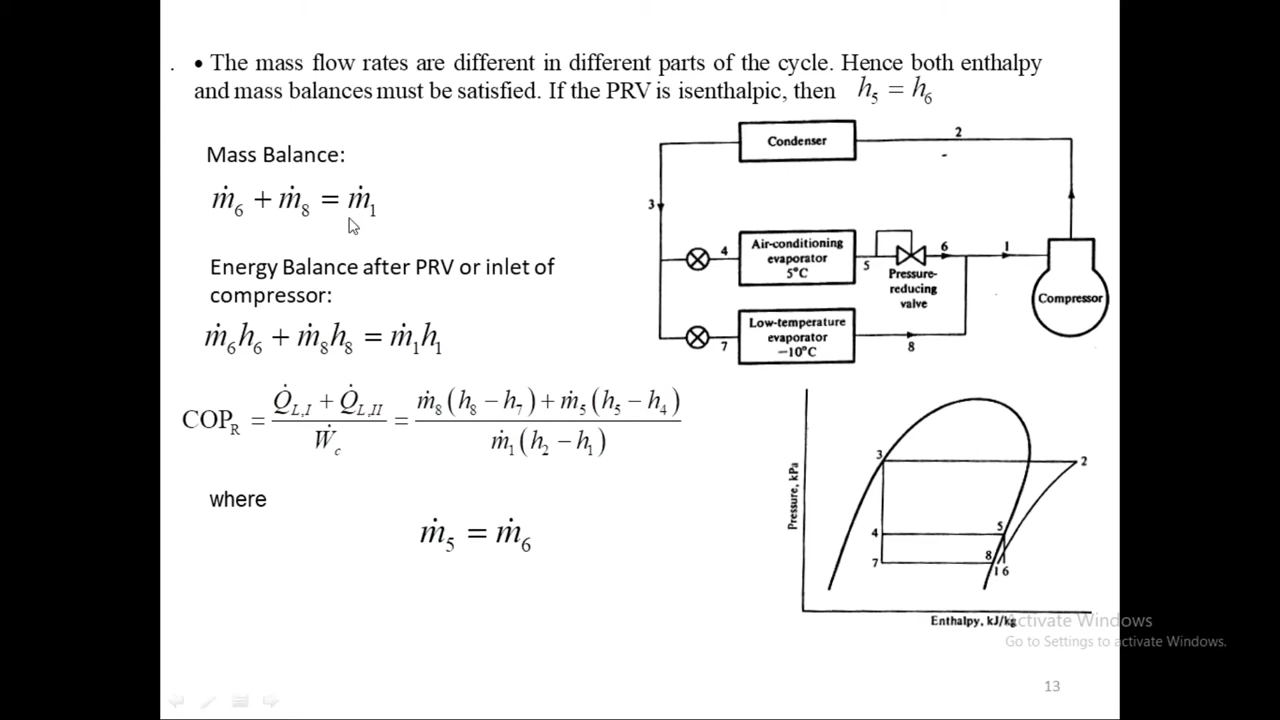 . • The mass flow rates are different in different parts of the cycle. Hence both enthalpy
and mass balances must be satisfied. If the PRV is isenthalpic, then h₅ = h₆
Mass Balance:
ṁ₆ + ṁ₈ = ṁ₁
Energy Balance after PRV or inlet of
compressor:
ṁ₆h₆ + ṁ₈h₈ = ṁ₁h₁
COP_R = (Q̇_{L,I} + Q̇_{L,II}) / Ẇ_c = (ṁ₈(h₈ − h₇) + ṁ₅(h₅ − h₄)) / (ṁ₁(h₂ − h₁))
where
ṁ₅ = ṁ₆
Condenser
2
3
4
Air-conditioning
evaporator
5°C
5
6
Pressure-
reducing
valve
1
Compressor
7
Low-temperature
evaporator
−10°C
8
Pressure, kPa
3
2
4
5
7
8
1 6
Enthalpy, kJ/kg
Activate Windows
Go to Settings to activate Windows.
13